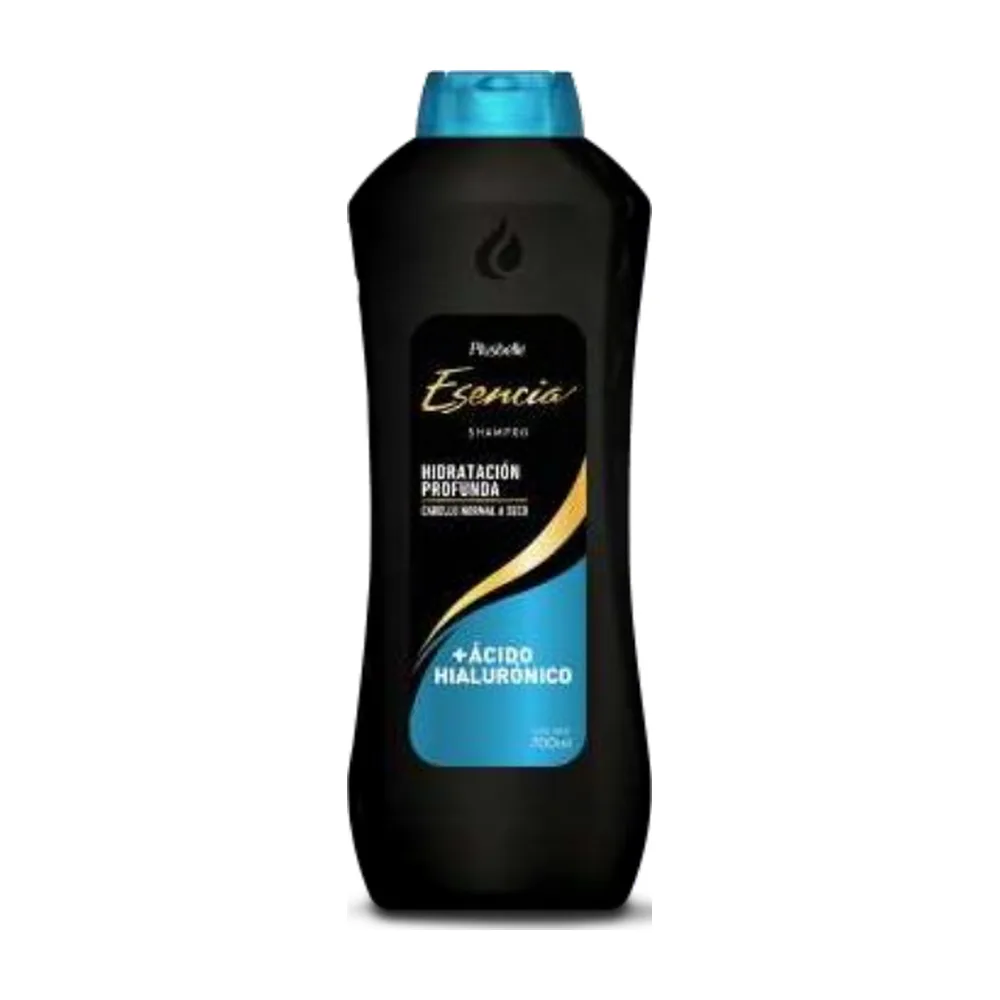 Plusbelle
Esencia
SHAMPOO
HIDRATACIÓN
PROFUNDA
CABELLO NORMAL A SECO
+ÁCIDO
HIALURÓNICO